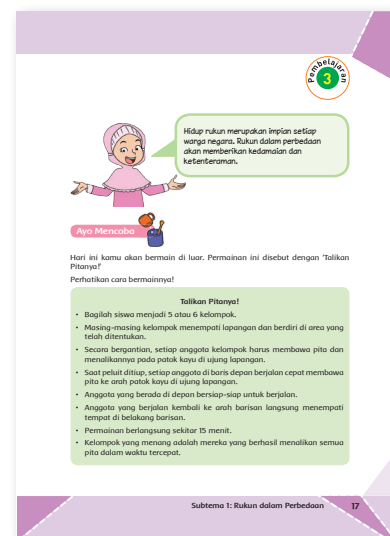 Pembelajaran
3
Hidup rukun merupakan impian setiap
warga negara. Rukun dalam perbedaan
akan memberikan kedamaian dan
ketenteraman.
Ayo Mencoba
Hari ini kamu akan bermain di luar. Permainan ini disebut dengan 'Talikan
Pitanya!'
Perhatikan cara bermainnya!
Talikan Pitanya!
• Bagilah siswa menjadi 5 atau 6 kelompok.
• Masing-masing kelompok menempati lapangan dan berdiri di area yang
telah ditentukan.
• Secara bergantian, setiap anggota kelompok harus membawa pita dan
menalikannya pada patok kayu di ujung lapangan.
• Saat peluit ditiup, setiap anggota di baris depan berjalan cepat membawa
pita ke arah patok kayu di ujung lapangan.
• Anggota yang berada di depan bersiap-siap untuk berjalan.
• Anggota yang berjalan kembali ke arah barisan langsung menempati
tempat di belakang barisan.
• Permainan berlangsung sekitar 15 menit.
• Kelompok yang menang adalah mereka yang berhasil menalikan semua
pita dalam waktu tercepat.
Subtema 1: Rukun dalam Perbedaan 17